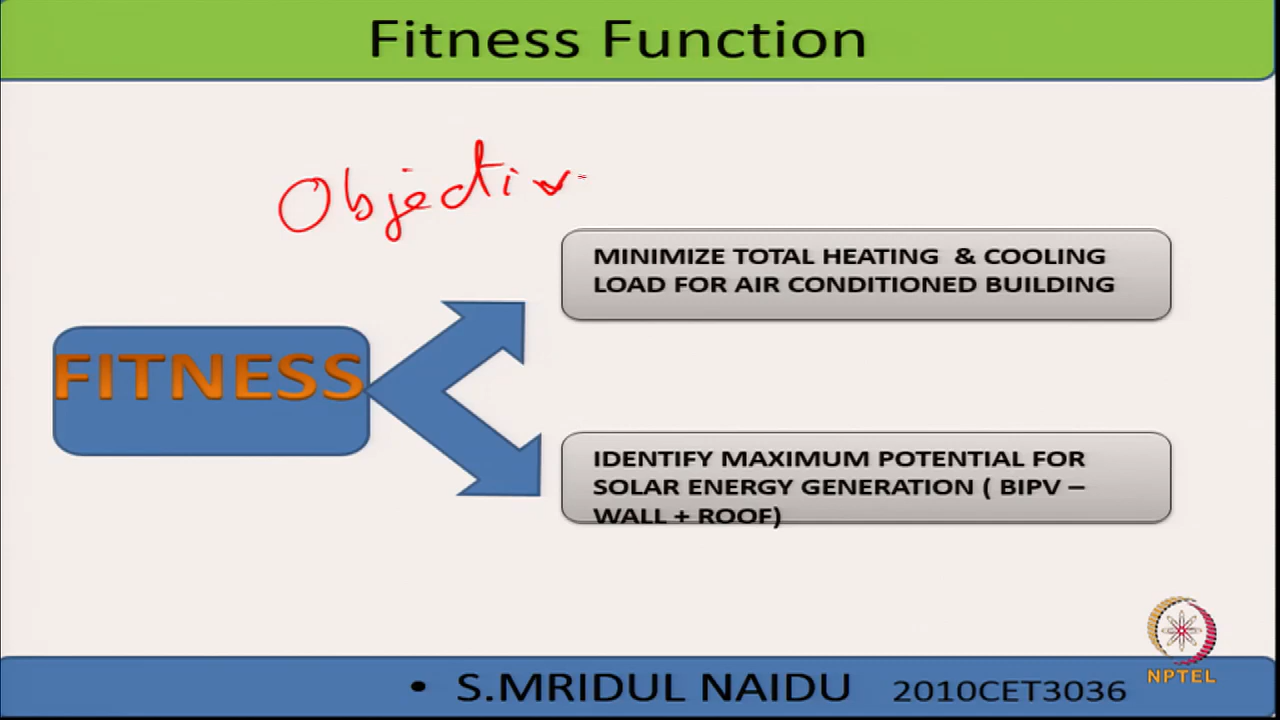 Fitness Function
Objectiv
MINIMIZE TOTAL HEATING & COOLING
LOAD FOR AIR CONDITIONED BUILDING
FITNESS
IDENTIFY MAXIMUM POTENTIAL FOR
SOLAR ENERGY GENERATION ( BIPV –
WALL + ROOF)
NPTEL
• S.MRIDUL NAIDU 2010CET3036